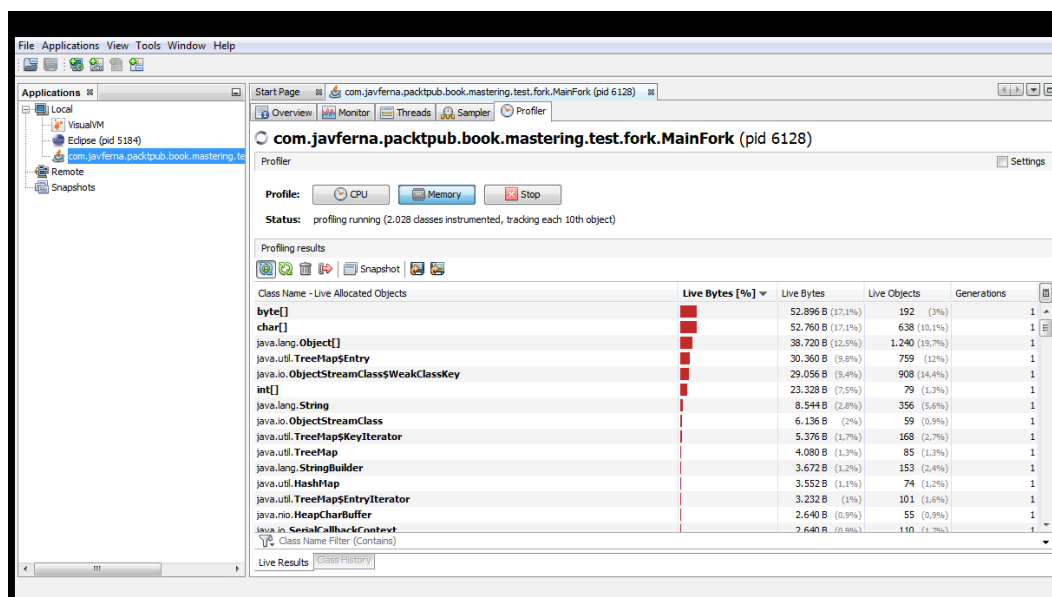 File Applications View Tools Window Help
Applications
Local
VisualVM
Eclipse (pid 5184)
com.javferna.packtpub.book.mastering.te
Remote
Snapshots
Start Page com.javferna.packtpub.book.mastering.test.fork.MainFork (pid 6128)
Overview Monitor Threads Sampler Profiler
com.javferna.packtpub.book.mastering.test.fork.MainFork (pid 6128)
Profiler Settings
Profile: CPU Memory Stop
Status: profiling running (2.028 classes instrumented, tracking each 10th object)
Profiling results
Snapshot
Class Name - Live Allocated Objects Live Bytes [%] Live Bytes Live Objects Generations
byte[] 52.896 B (17,1%) 192 (3%) 1
char[] 52.760 B (17,1%) 638 (10,1%) 1
java.lang.Object[] 38.720 B (12,5%) 1.240 (19,7%) 1
java.util.TreeMap$Entry 30.360 B (9,8%) 759 (12%) 1
java.io.ObjectStreamClass$WeakClassKey 29.056 B (9,4%) 908 (14,4%) 1
int[] 23.328 B (7,5%) 79 (1,3%) 1
java.lang.String 8.544 B (2,8%) 356 (5,6%) 1
java.io.ObjectStreamClass 6.136 B (2%) 59 (0,9%) 1
java.util.TreeMap$KeyIterator 5.376 B (1,7%) 168 (2,7%) 1
java.util.TreeMap 4.080 B (1,3%) 85 (1,3%) 1
java.lang.StringBuilder 3.672 B (1,2%) 153 (2,4%) 1
java.util.HashMap 3.552 B (1,1%) 74 (1,2%) 1
java.util.TreeMap$EntryIterator 3.232 B (1%) 101 (1,6%) 1
java.nio.HeapCharBuffer 2.640 B (0,9%) 55 (0,9%) 1
java.io.SerialCallbackContext 2.640 B (0,9%) 110 (1,7%) 1
Class Name Filter (Contains)
Live Results Class History